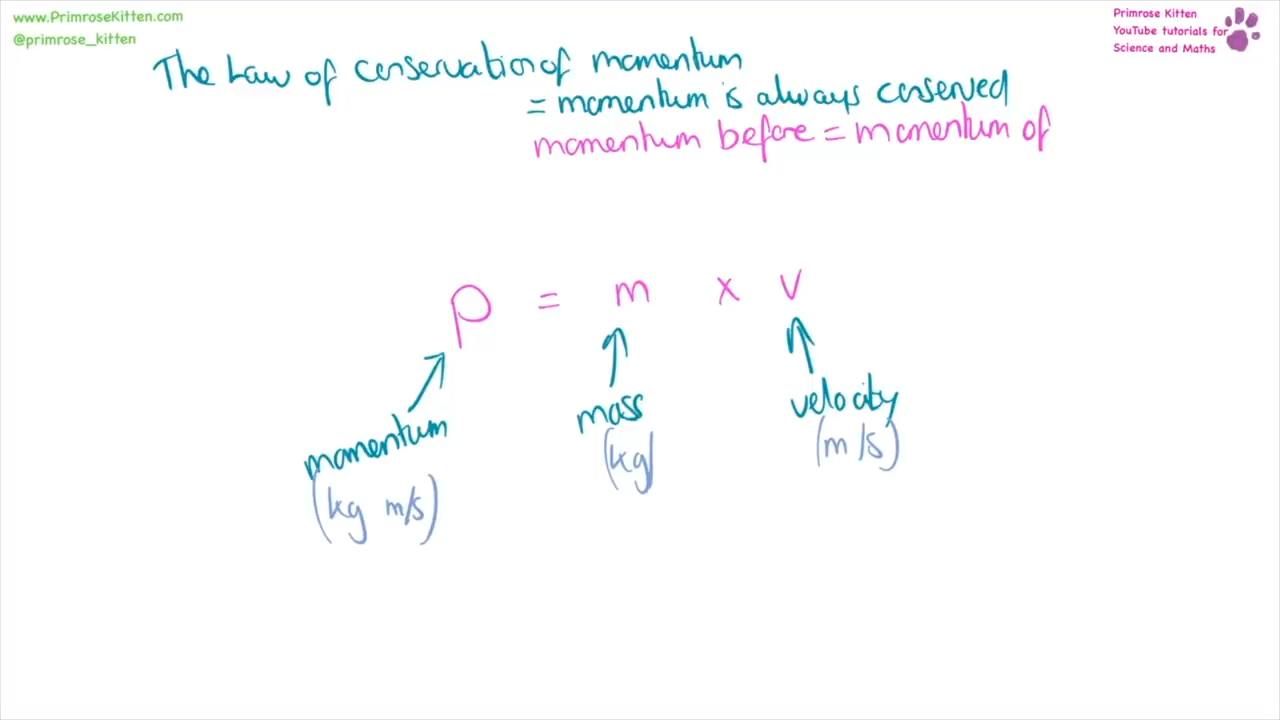 www.PrimroseKitten.com
@primrose_kitten
Primrose Kitten
YouTube tutorials for
Science and Maths
The Law of conservation of momentum
= momentum is always conserved
momentum before = momentum of
p = m x v
momentum
mass
velocity
(kg m/s)
(kg)
(m/s)